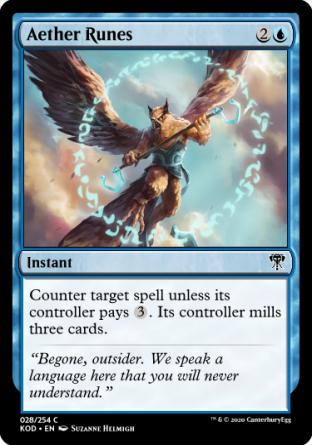 Aether Runes 2
Instant
Counter target spell unless its
controller pays 3. Its controller mills
three cards.
“Begone, outsider. We speak a
language here that you will never
understand.”
028/254 C
KOD • EN Suzanne Helmigh
™ & © 2020 CanterburyEgg